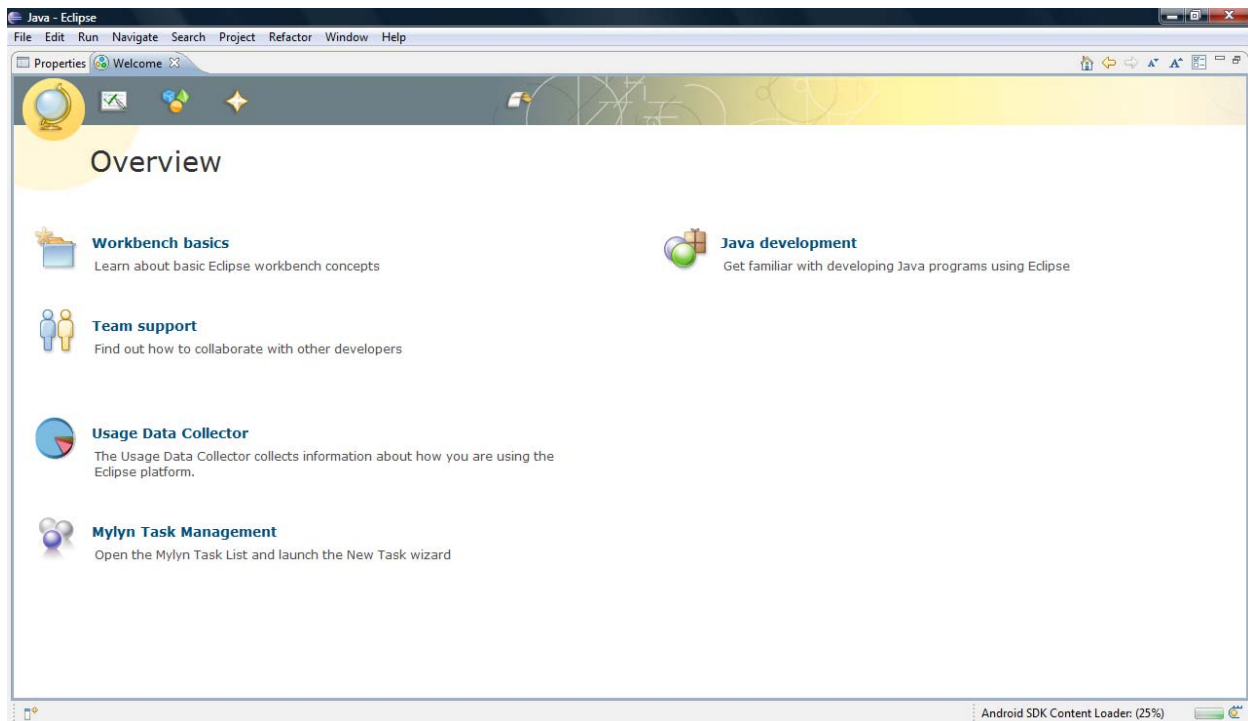 Java - Eclipse
File Edit Run Navigate Search Project Refactor Window Help
Properties Welcome
Overview
Workbench basics
Learn about basic Eclipse workbench concepts
Java development
Get familiar with developing Java programs using Eclipse
Team support
Find out how to collaborate with other developers
Usage Data Collector
The Usage Data Collector collects information about how you are using the
Eclipse platform.
Mylyn Task Management
Open the Mylyn Task List and launch the New Task wizard
Android SDK Content Loader: (25%)